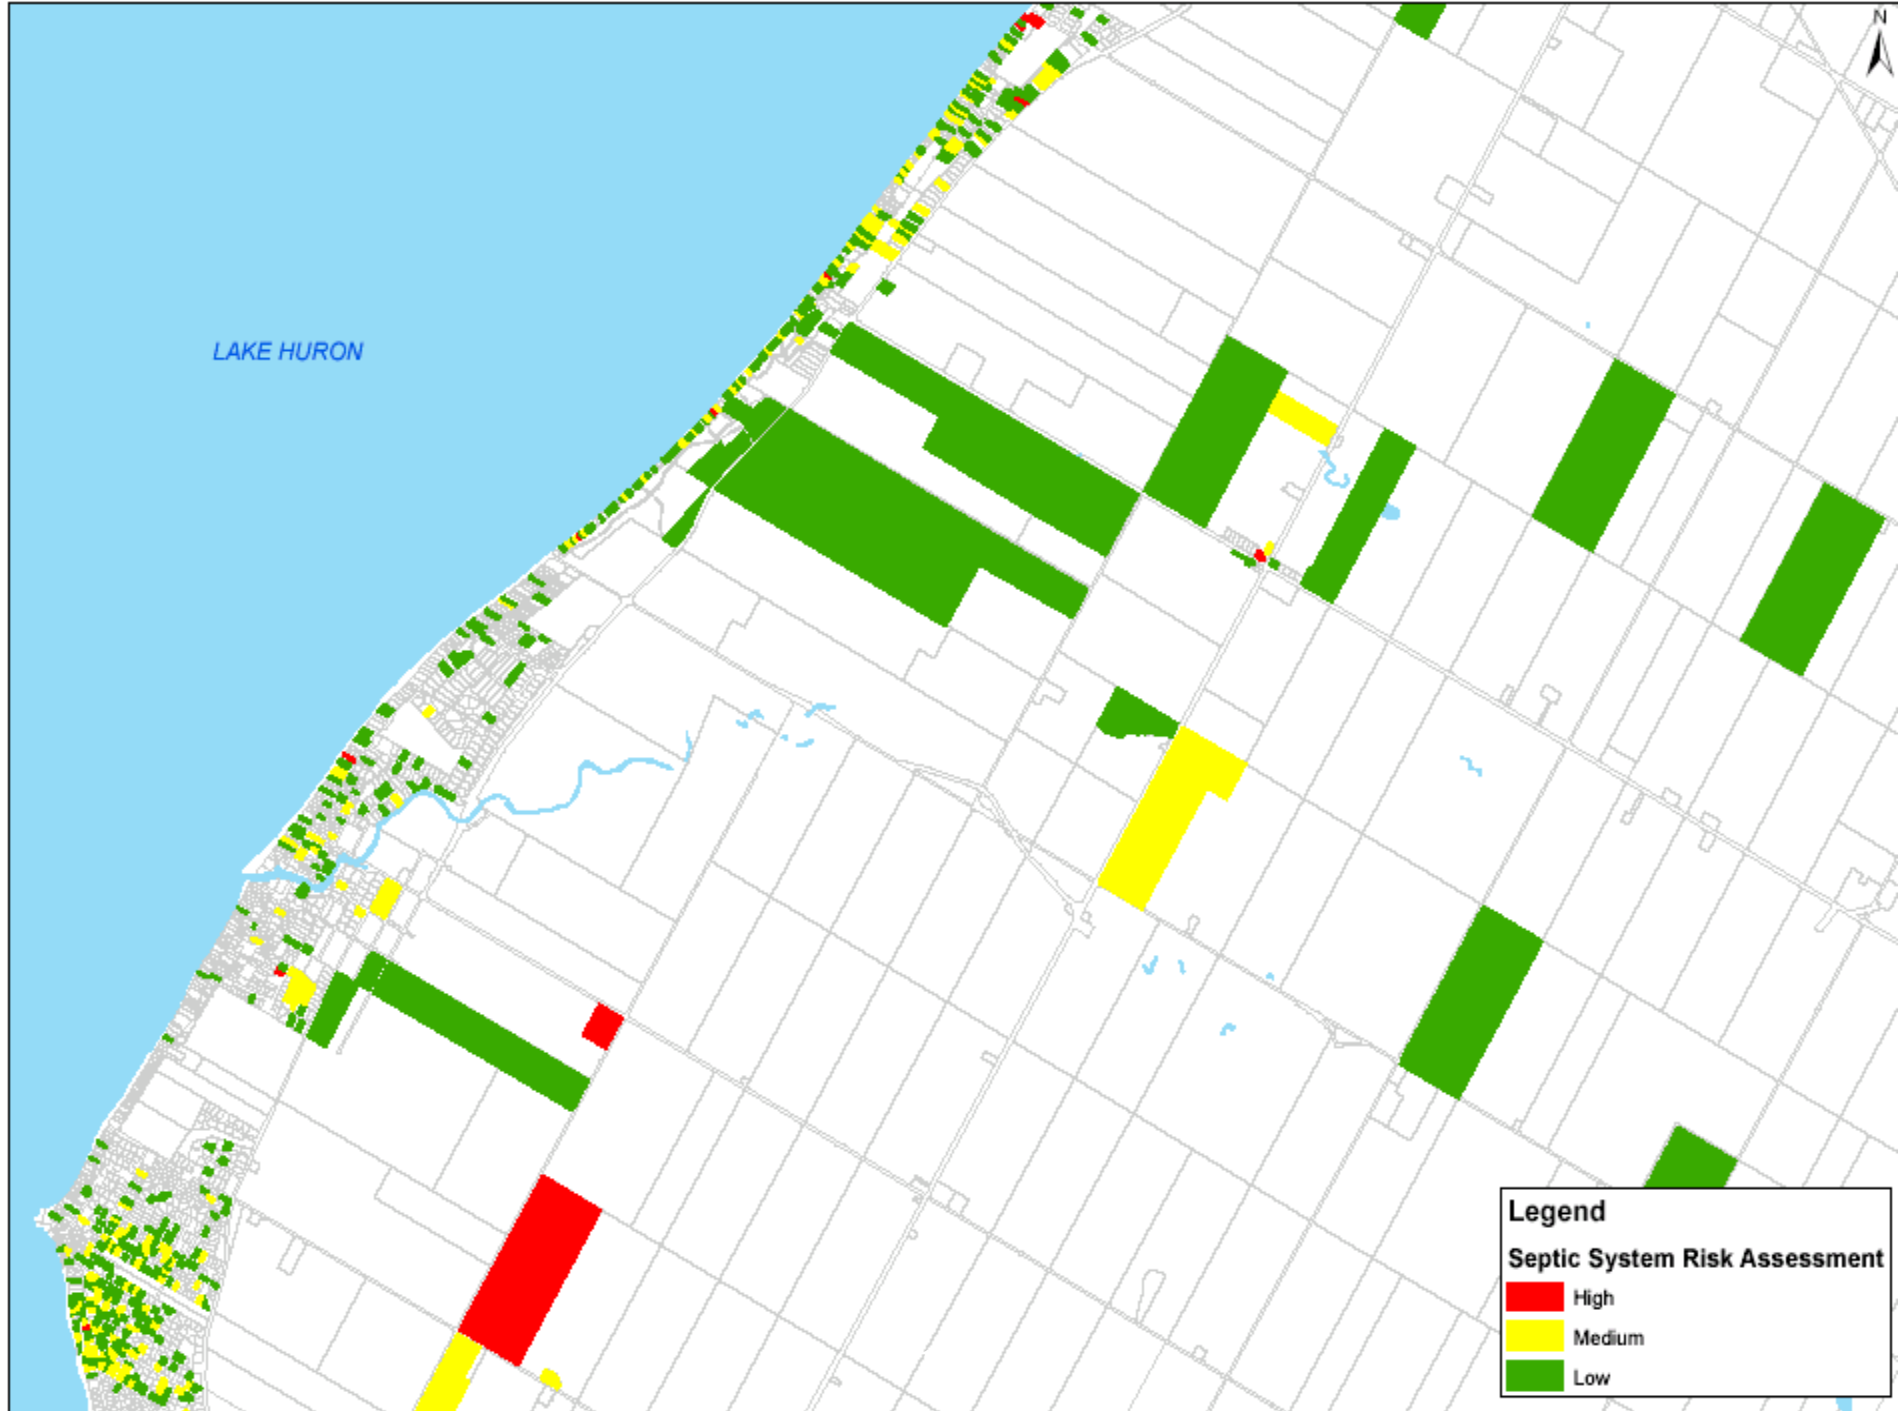 N
LAKE HURON
Legend
Septic System Risk Assessment
High
Medium
Low